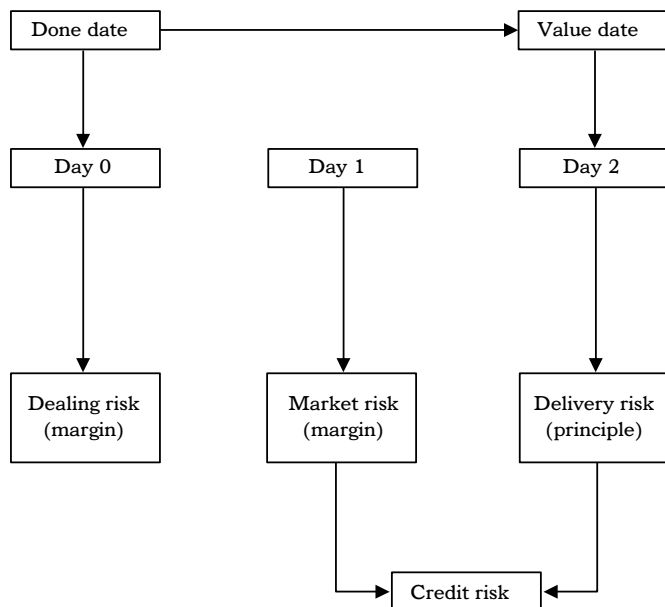 Done date
Value date
Day 0
Day 1
Day 2
Dealing risk
(margin)
Market risk
(margin)
Delivery risk
(principle)
Credit risk